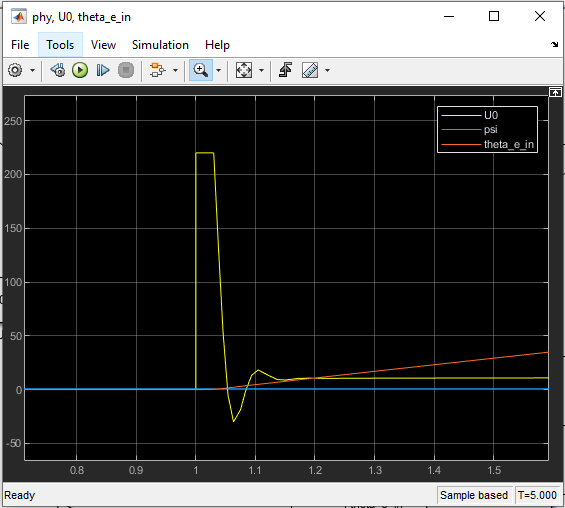 phy, U0, theta_e_in
File Tools View Simulation Help
U0
psi
theta_e_in
250
200
150
100
50
0
-50
0.8 0.9 1 1.1 1.2 1.3 1.4 1.5
Ready Sample based T=5.000